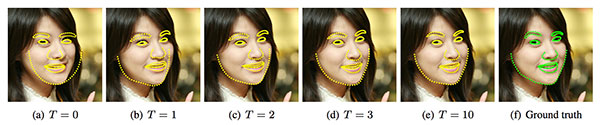 (a) T = 0
(b) T = 1
(c) T = 2
(d) T = 3
(e) T = 10
(f) Ground truth